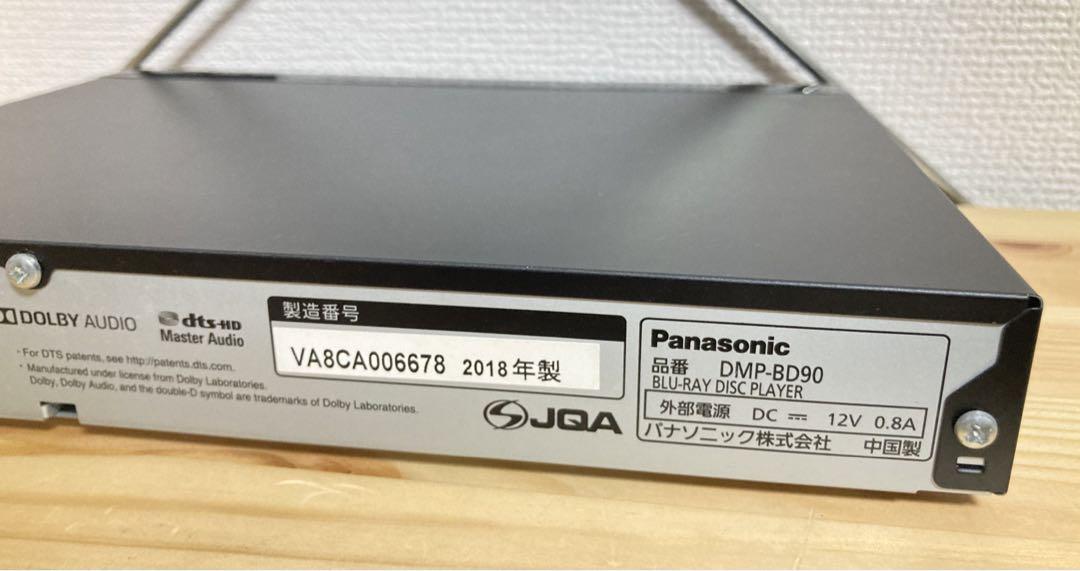 DOLBY AUDIO
dts-HD
Master Audio
・For DTS patents, see http://patents.dts.com.
・Manufactured under license from Dolby Laboratories.
Dolby, Dolby Audio, and the double-D symbol are trademarks of Dolby Laboratories.
製造番号
VA8CA006678 2018年製
JQA
Panasonic
品番 DMP-BD90
BLU-RAY DISC PLAYER
外部電源 DC ⎓ 12V 0.8A
パナソニック株式会社 中国製